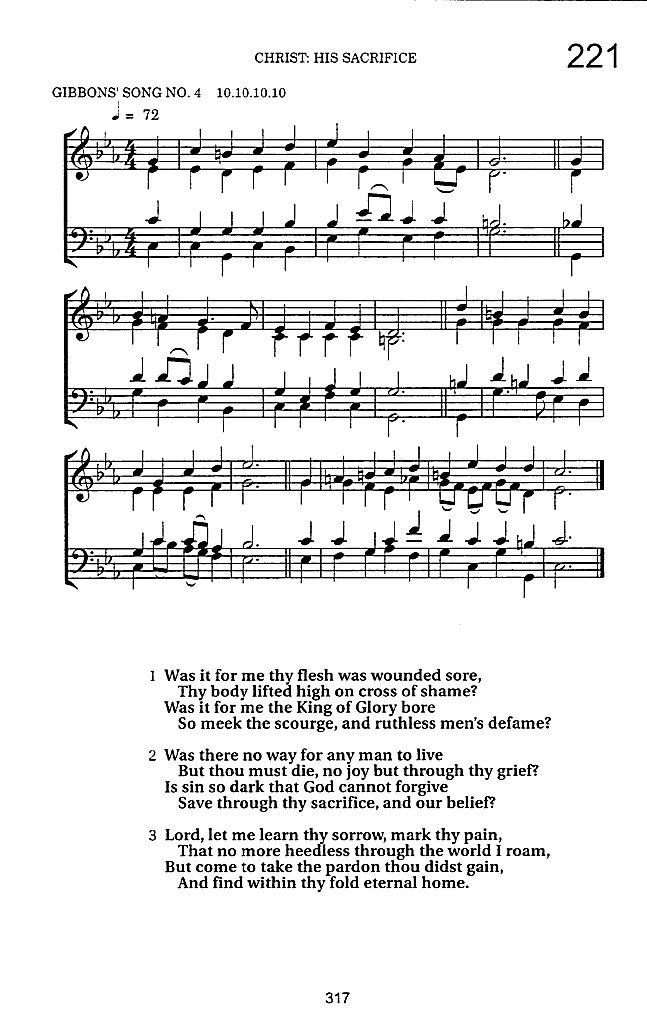 CHRIST: HIS SACRIFICE 221
GIBBONS' SONG NO. 4 10.10.10.10
♩ = 72
1 Was it for me thy flesh was wounded sore,
Thy body lifted high on cross of shame?
Was it for me the King of Glory bore
So meek the scourge, and ruthless men's defame?
2 Was there no way for any man to live
But thou must die, no joy but through thy grief?
Is sin so dark that God cannot forgive
Save through thy sacrifice, and our belief?
3 Lord, let me learn thy sorrow, mark thy pain,
That no more heedless through the world I roam,
But come to take the pardon thou didst gain,
And find within thy fold eternal home.
317